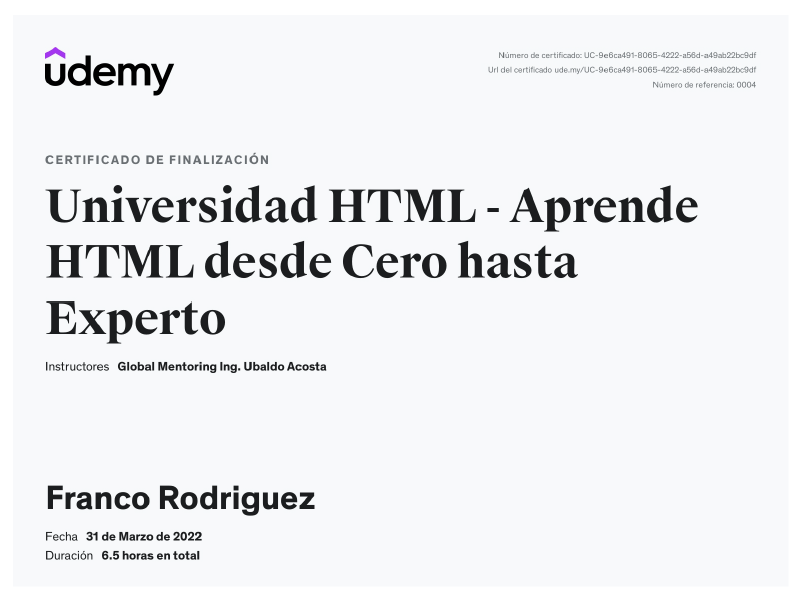 udemy
Número de certificado: UC-9e6ca491-8065-4222-a56d-a49ab22bc9df
Url del certificado ude.my/UC-9e6ca491-8065-4222-a56d-a49ab22bc9df
Número de referencia: 0004
CERTIFICADO DE FINALIZACIÓN
Universidad HTML - Aprende
HTML desde Cero hasta
Experto
Instructores Global Mentoring Ing. Ubaldo Acosta
Franco Rodriguez
Fecha 31 de Marzo de 2022
Duración 6.5 horas en total